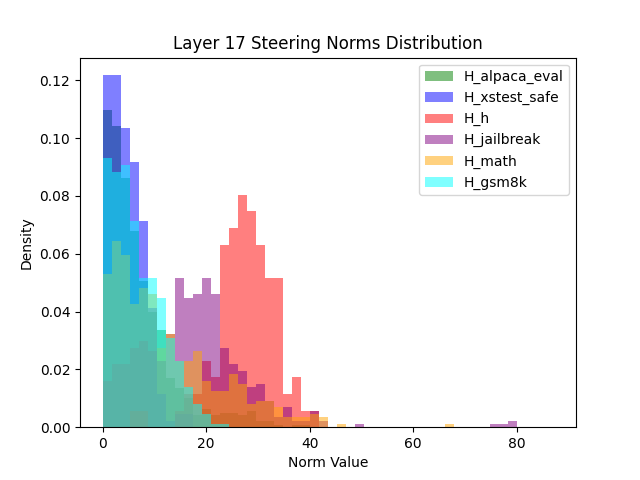 Layer 17 Steering Norms Distribution
H_alpaca_eval
H_xstest_safe
H_h
H_jailbreak
H_math
H_gsm8k
0.12
0.10
0.08
0.06
0.04
0.02
0.00
Density
0 20 40 60 80
Norm Value